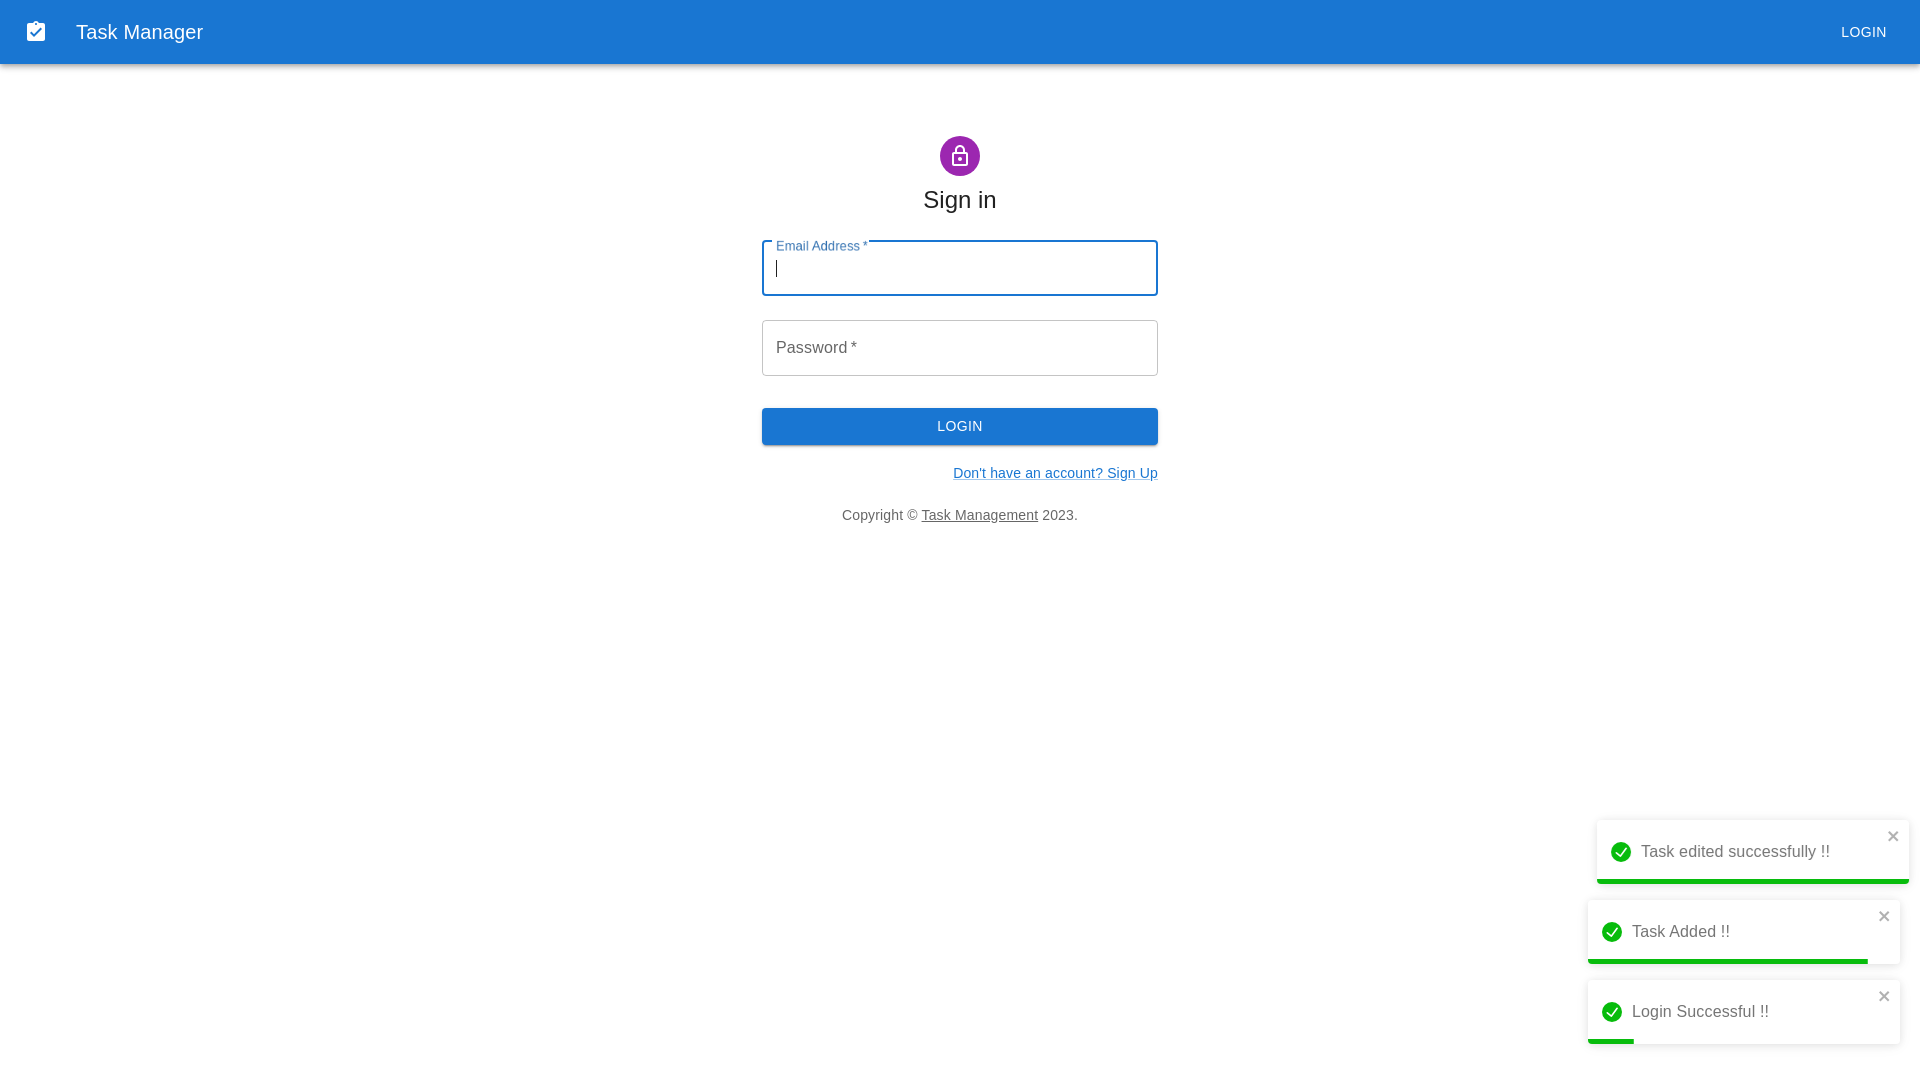 Task Manager
LOGIN
Sign in
Email Address *
Password *
LOGIN
Don't have an account? Sign Up
Copyright © Task Management 2023.
Task edited successfully !!
Task Added !!
Login Successful !!